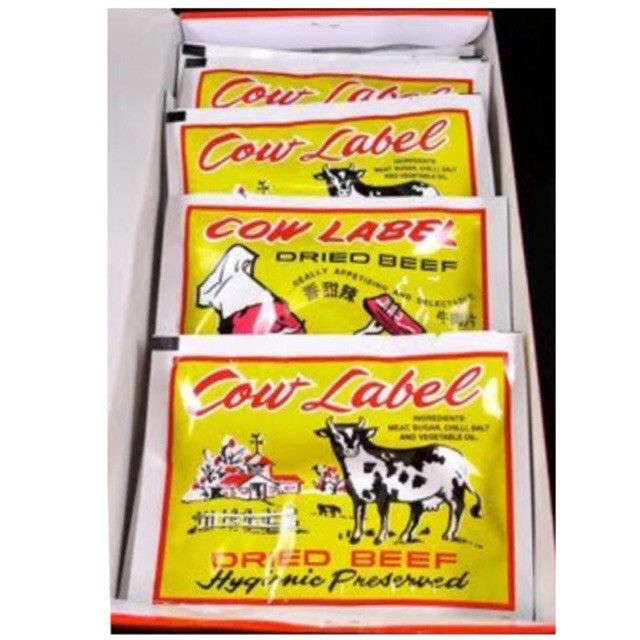 Cow Label
Cow Label
INGREDIENTS:
MEAT, SUGAR, CHILLI, SALT
AND VEGETABLE OIL.
COW LABEL
DRIED BEEF
REALLY APPETIZING AND DELECTABLE
香甜辣
牛肉片
Cow Label
INGREDIENTS:
MEAT, SUGAR, CHILLI, SALT
AND VEGETABLE OIL.
DRIED BEEF
Hygienic Preserved